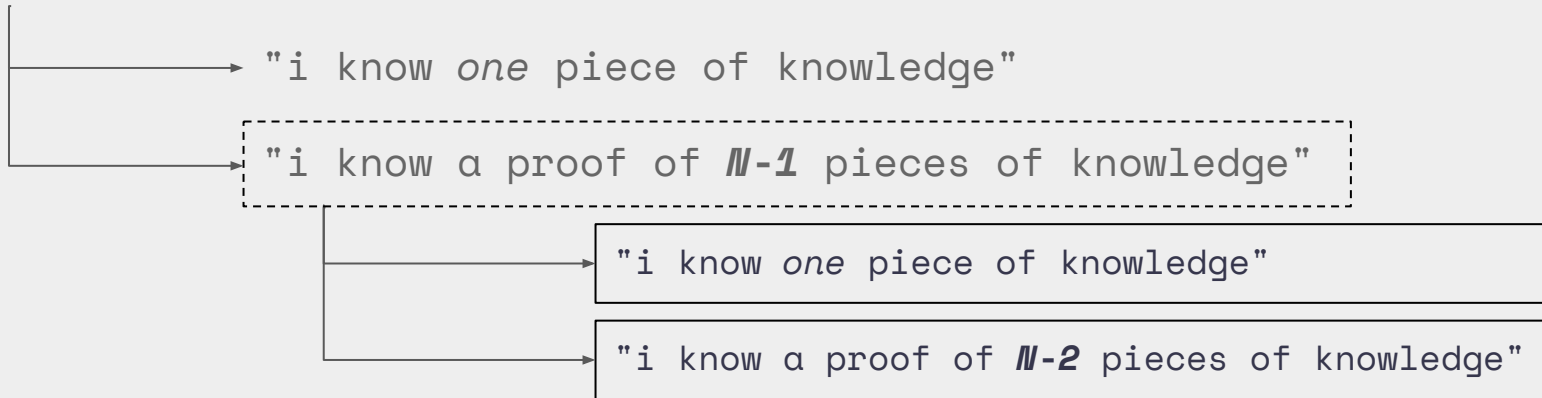 "i know one piece of knowledge"
"i know a proof of N-1 pieces of knowledge"
"i know one piece of knowledge"
"i know a proof of N-2 pieces of knowledge"